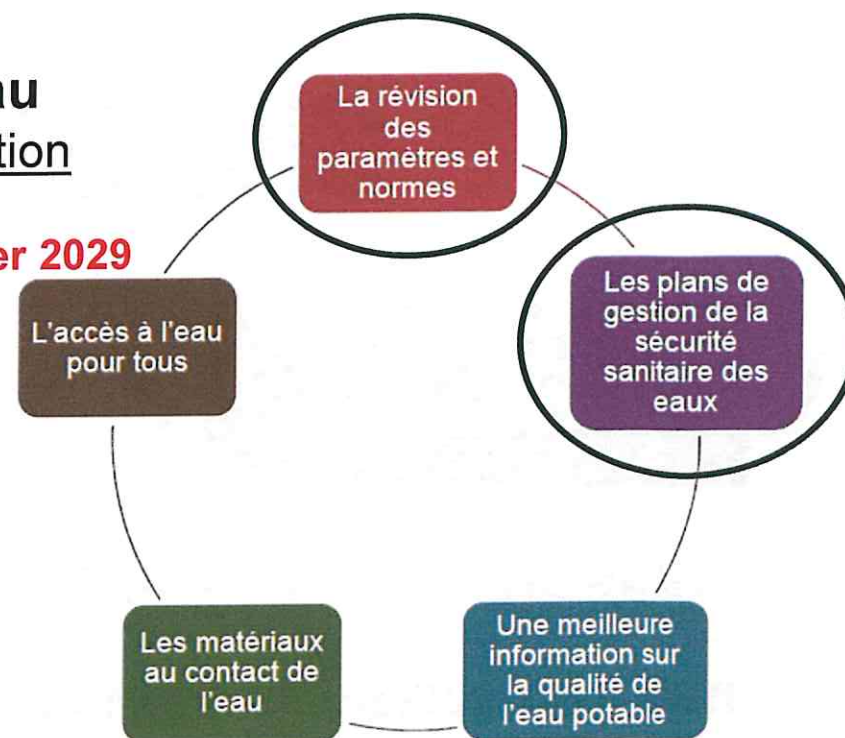 au
tion
er 2029
La révision
des
paramètres et
normes
Les plans de
gestion de la
sécurité
sanitaire des
eaux
Une meilleure
information sur
la qualité de
l'eau potable
Les matériaux
au contact de
l'eau
L'accès à l'eau
pour tous